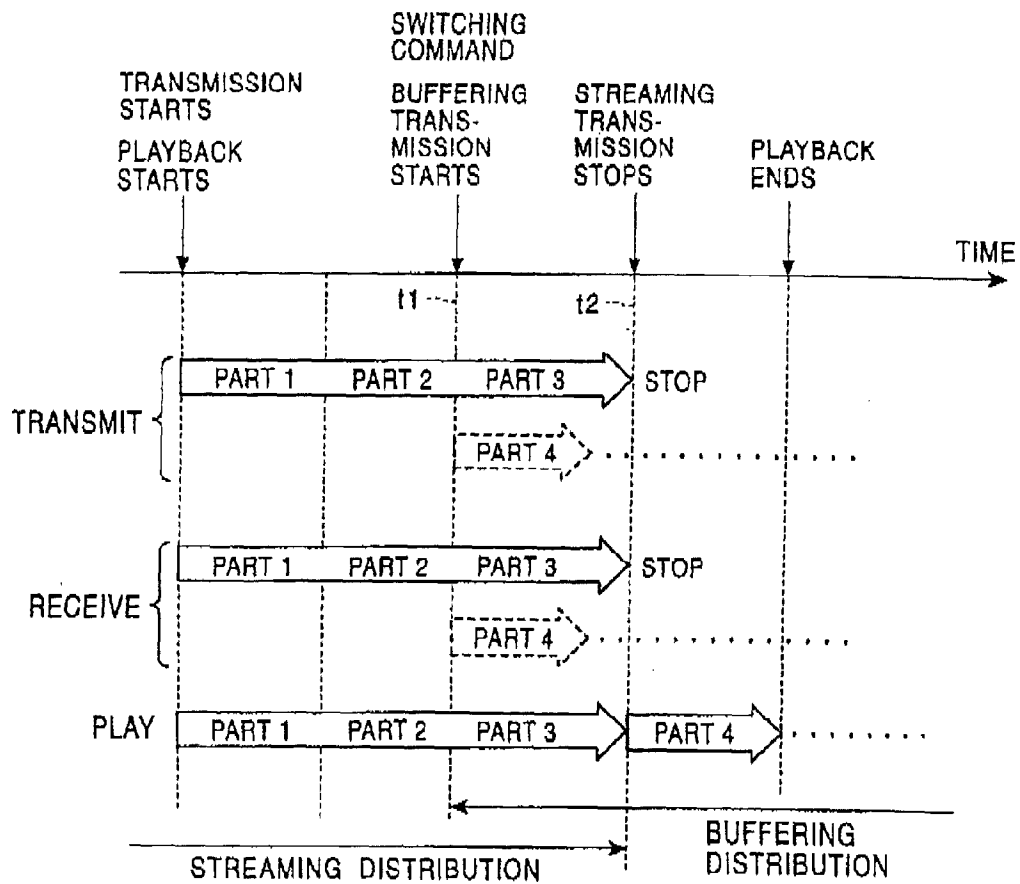 SWITCHING
COMMAND
TRANSMISSION
STARTS
BUFFERING
TRANS-
MISSION
STARTS
STREAMING
TRANS-
MISSION
STOPS
PLAYBACK
STARTS
PLAYBACK
ENDS
TIME
t1
t2
TRANSMIT
PART 1 PART 2 PART 3 STOP
PART 4
RECEIVE
PART 1 PART 2 PART 3 STOP
PART 4
PLAY PART 1 PART 2 PART 3 PART 4
BUFFERING
DISTRIBUTION
STREAMING DISTRIBUTION